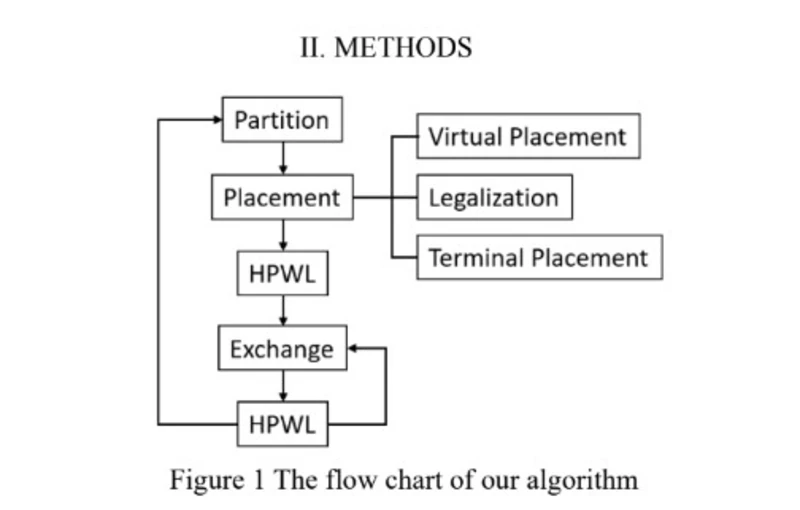 II. METHODS
Partition
Placement
Virtual Placement
Legalization
Terminal Placement
HPWL
Exchange
HPWL
Figure 1 The flow chart of our algorithm